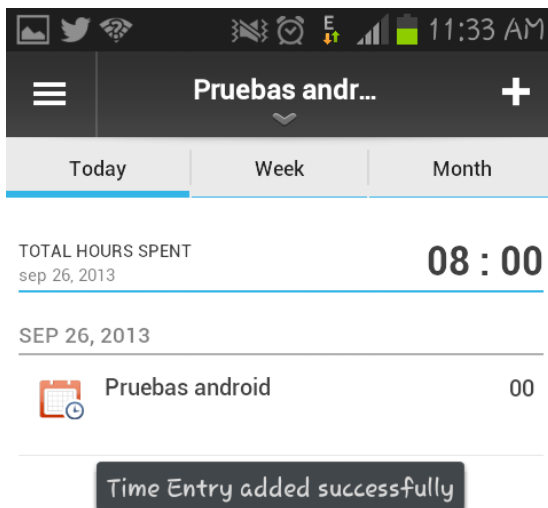 E 11:33 AM
Pruebas andr...
Today Week Month
TOTAL HOURS SPENT
08 : 00
sep 26, 2013
SEP 26, 2013
Pruebas android 00
Time Entry added successfully